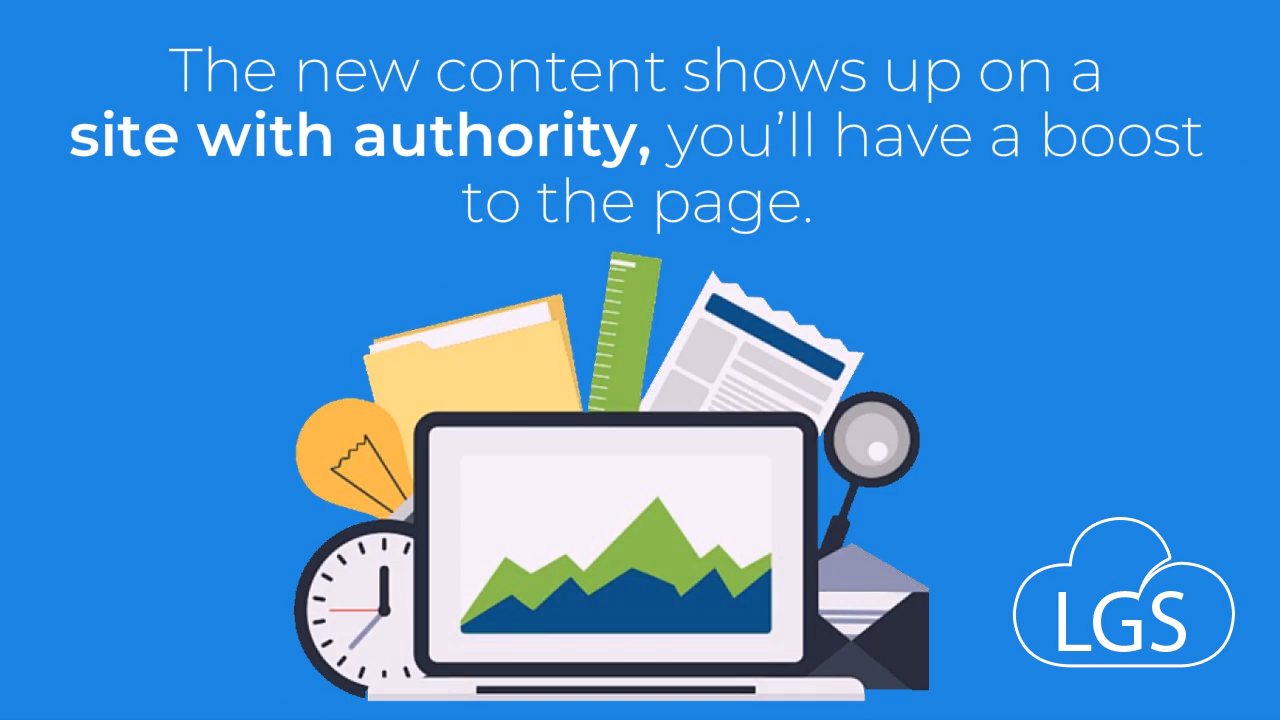 The new content shows up on a
site with authority, you’ll have a boost
to the page.
LGS